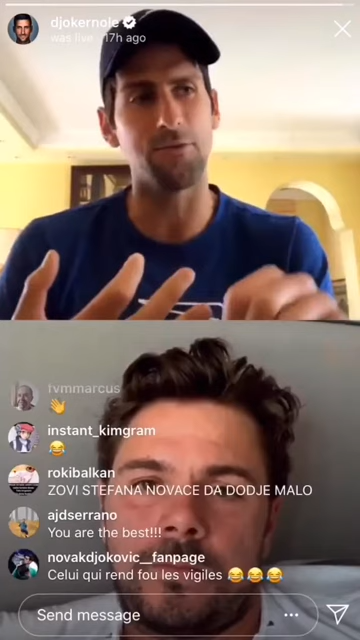 djokernole
was live · 17h ago
tvmmarcus
👋
instant_kimgram
😂
rokibalkan
ZOVI STEFANA NOVACE DA DODJE MALO
ajdserrano
You are the best!!!
novakdjokovic__fanpage
Celui qui rend fou les vigiles 😂😂😂
Send message